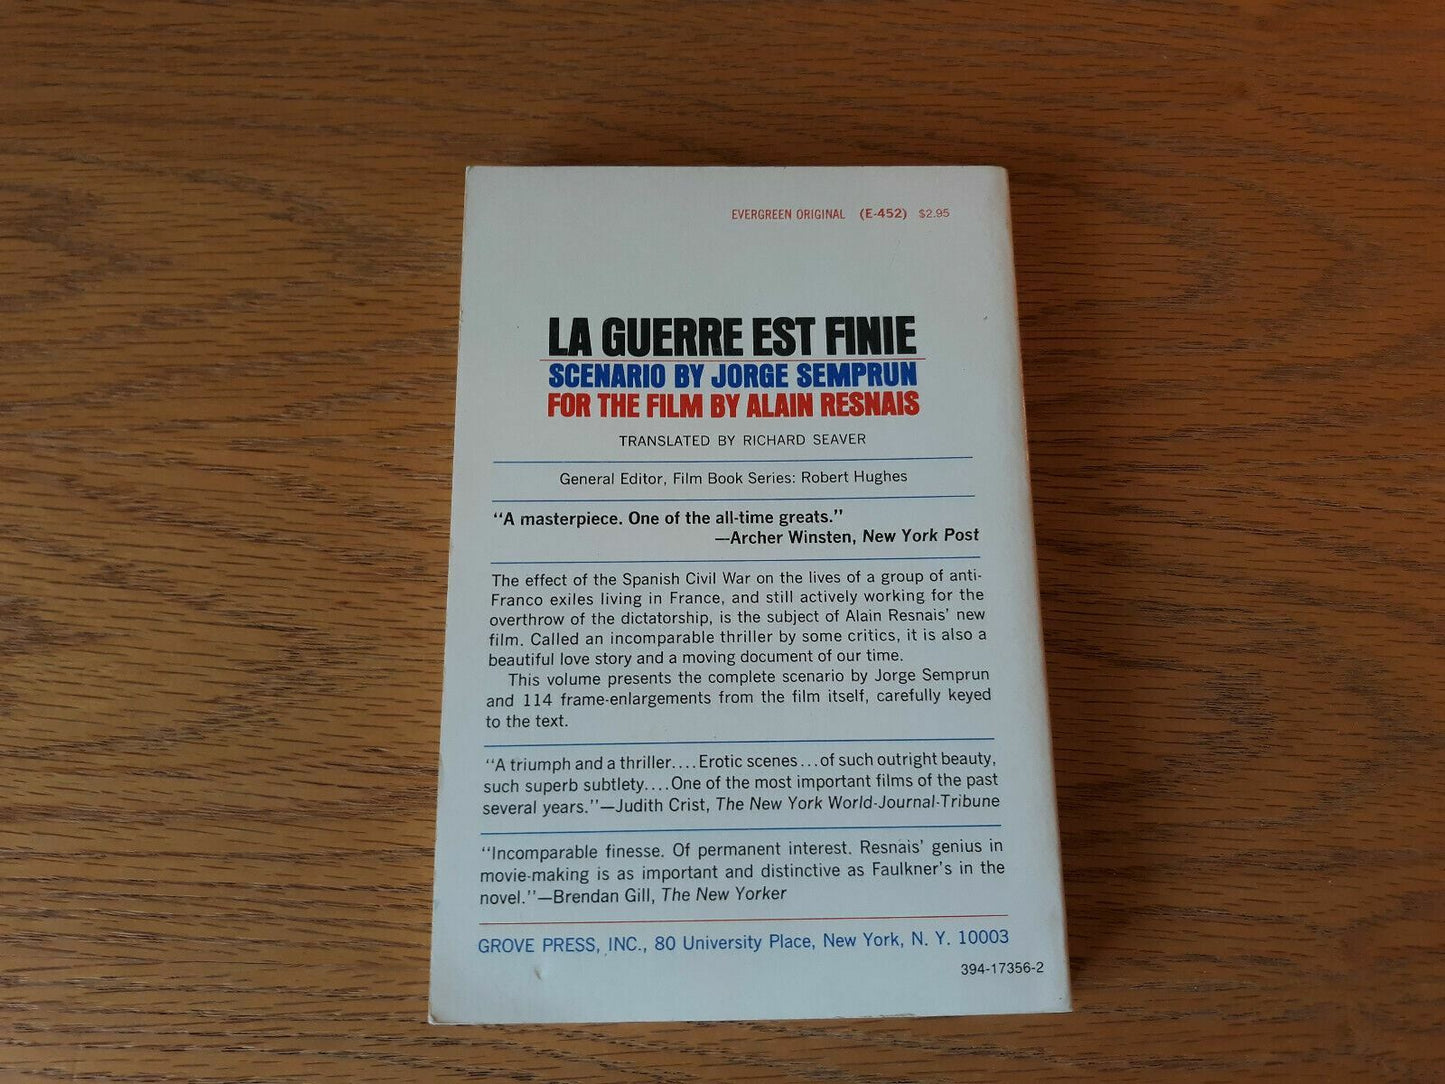 EVERGREEN ORIGINAL (E-452) $2.95
LA GUERRE EST FINIE
SCENARIO BY JORGE SEMPRUN
FOR THE FILM BY ALAIN RESNAIS
TRANSLATED BY RICHARD SEAVER
General Editor, Film Book Series: Robert Hughes
"A masterpiece. One of the all-time greats."
—Archer Winsten, New York Post
The effect of the Spanish Civil War on the lives of a group of anti-
Franco exiles living in France, and still actively working for the
overthrow of the dictatorship, is the subject of Alain Resnais' new
film. Called an incomparable thriller by some critics, it is also a
beautiful love story and a moving document of our time.
This volume presents the complete scenario by Jorge Semprun
and 114 frame-enlargements from the film itself, carefully keyed
to the text.
"A triumph and a thriller....Erotic scenes...of such outright beauty,
such superb subtlety....One of the most important films of the past
several years."—Judith Crist, The New York World-Journal-Tribune
"Incomparable finesse. Of permanent interest. Resnais' genius in
movie-making is as important and distinctive as Faulkner's in the
novel."—Brendan Gill, The New Yorker
GROVE PRESS, INC., 80 University Place, New York, N. Y. 10003
394-17356-2